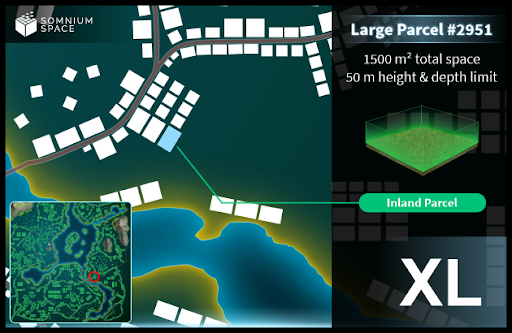 SOMNIUM
SPACE
Large Parcel #2951
1500 m² total space
50 m height & depth limit
Inland Parcel
XL